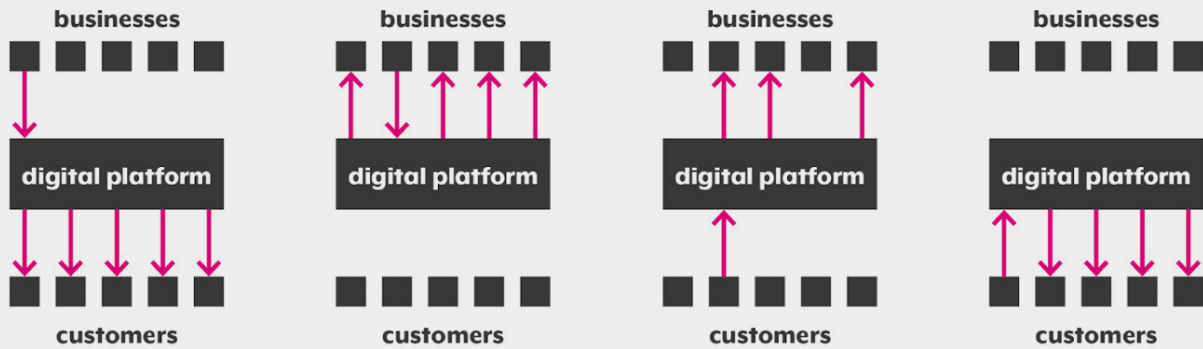 businesses
digital platform
customers
businesses
digital platform
customers
businesses
digital platform
customers
businesses
digital platform
customers